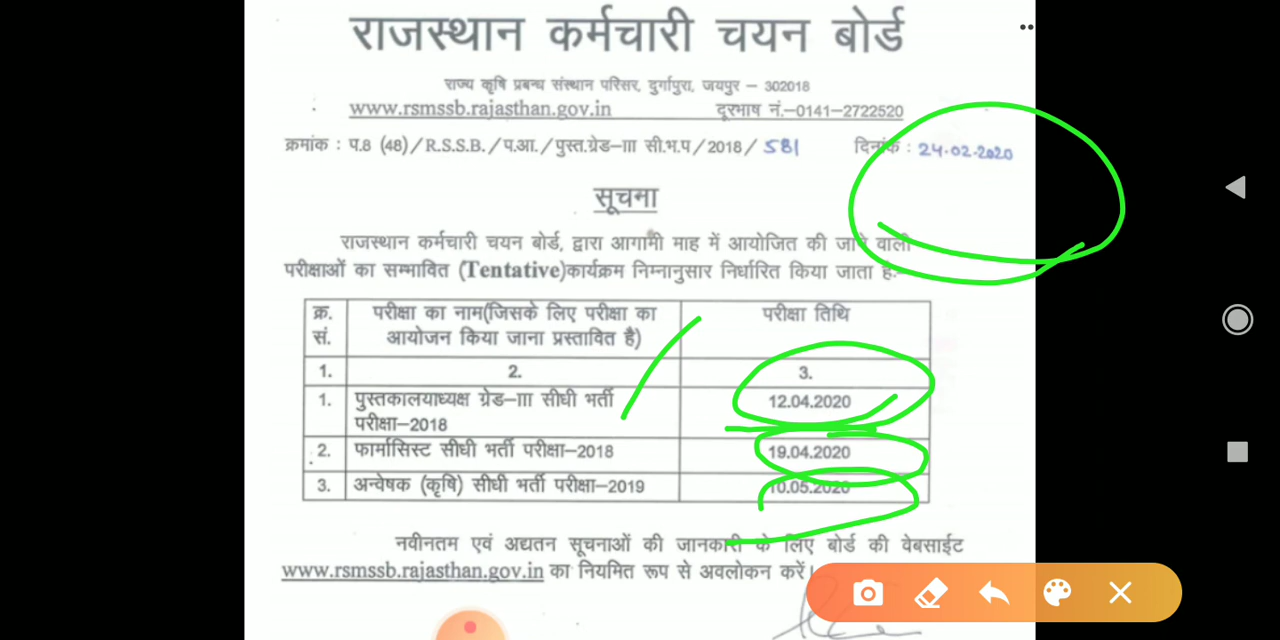 राजस्थान कर्मचारी चयन बोर्ड
राज्य कृषि प्रबन्ध संस्थान परिसर, दुर्गापुरा, जयपुर – 302018
www.rsmssb.rajasthan.gov.in दूरभाष नं.–0141–2722520
क्रमांक : प.8 (48)/R.S.S.B./प.आ./पुस्त.ग्रेड–III सी.भ.प/2018/581 दिनांक : 24.02.2020
सूचना
राजस्थान कर्मचारी चयन बोर्ड, द्वारा आगामी माह में आयोजित की जाने वाली
परीक्षाओं का सम्भावित (Tentative)कार्यक्रम निम्नानुसार निर्धारित किया जाता है:–
क्र. सं. परीक्षा का नाम(जिसके लिए परीक्षा का परीक्षा तिथि
आयोजन किया जाना प्रस्तावित है)
1. 2. 3.
1. पुस्तकालयाध्यक्ष ग्रेड–III सीधी भर्ती 12.04.2020
परीक्षा–2018
2. फार्मासिस्ट सीधी भर्ती परीक्षा–2018 19.04.2020
3. अन्वेषक (कृषि) सीधी भर्ती परीक्षा–2019 10.05.2020
नवीनतम एवं अद्यतन सूचनाओं की जानकारी के लिए बोर्ड की वेबसाईट
www.rsmssb.rajasthan.gov.in का नियमित रूप से अवलोकन करें।